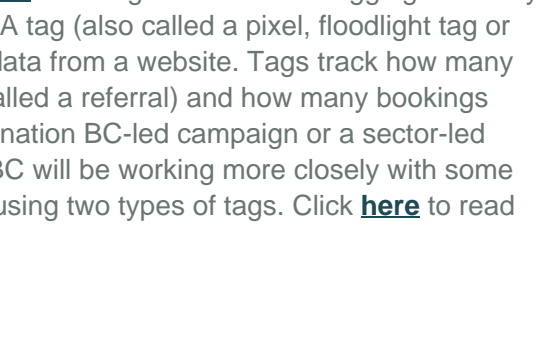 A tag (also called a pixel, floodlight tag or
data from a website. Tags track how many
alled a referral) and how many bookings
nation BC-led campaign or a sector-led
BC will be working more closely with some
using two types of tags. Click here to read